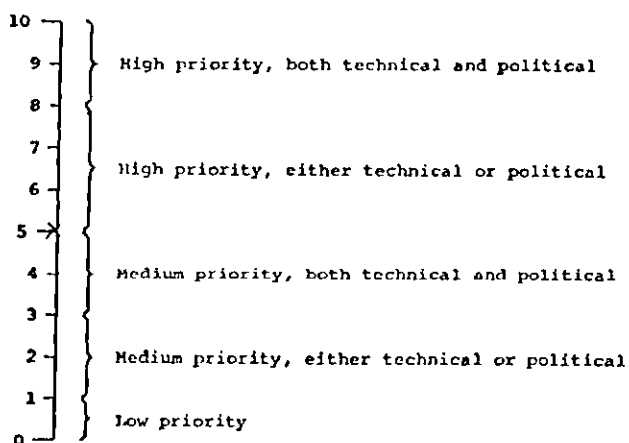 10
9 High priority, both technical and political
8
7
High priority, either technical or political
6
5
4 Medium priority, both technical and political
3
2 Medium priority, either technical or political
1
Low priority
0